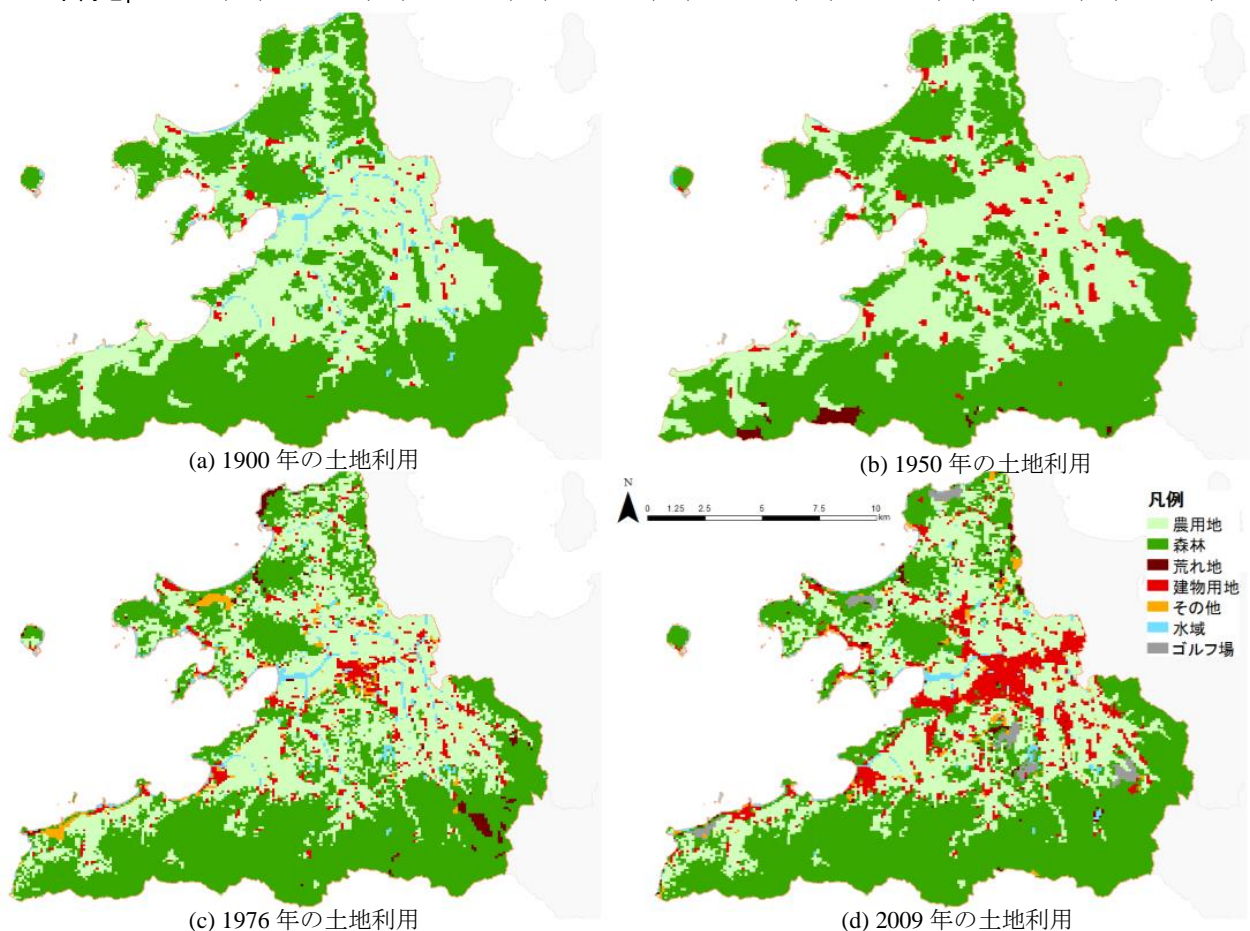 (a) 1900 年の土地利用
(b) 1950 年の土地利用
N
0 1.25 2.5 5 7.5 10
km
凡例
農用地
森林
荒れ地
建物用地
その他
水域
ゴルフ場
(c) 1976 年の土地利用
(d) 2009 年の土地利用